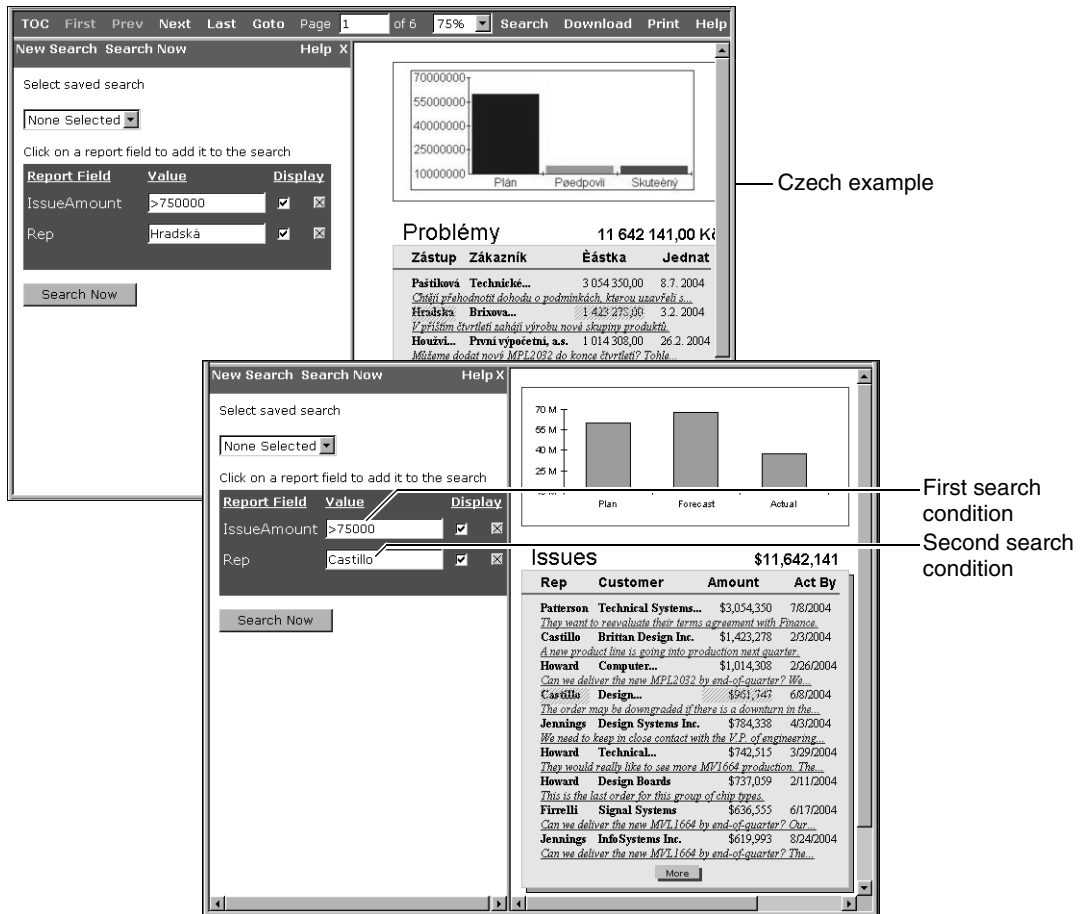 TOC First Prev Next Last Goto Page 1 of 6 75% Search Download Print Help
New Search Search Now Help X
Select saved search
None Selected
Click on a report field to add it to the search
Report Field Value Display
IssueAmount >750000
Rep Hradská
Search Now
70000000
55000000
40000000
25000000
10000000
Plán Pøedpovìï Skuteèný
Problémy 11 642 141,00 Kč
Zástup Zákazník Èástka Jednat
Paštiková Technické... 3 054 350,00 8.7. 2004
Chtějí přehodnotit dohodu o podmínkách, kterou uzavřeli s...
Hradska Brixova... 1 423 278,00 3.2. 2004
V příštím čtvrtletí zahájí výrobu nové skupiny produktů.
Houžvi... První výpočetní, a.s. 1 014 308,00 26.2. 2004
Můžeme dodat nový MPL2032 do konce čtvrtletí? Tohle...
Czech example
New Search Search Now Help X
Select saved search
None Selected
Click on a report field to add it to the search
Report Field Value Display
IssueAmount >75000
Rep Castillo
Search Now
70 M
55 M
40 M
25 M
Plan Forecast Actual
First search
condition
Second search
condition
Issues $11,642,141
Rep Customer Amount Act By
Patterson Technical Systems... $3,054,350 7/8/2004
They want to reevaluate their terms agreement with Finance.
Castillo Brittan Design Inc. $1,423,278 2/3/2004
A new product line is going into production next quarter.
Howard Computer... $1,014,308 2/26/2004
Can we deliver the new MPL2032 by end-of-quarter? We...
Castillo Design... $961,747 6/8/2004
The order may be downgraded if there is a downturn in the...
Jennings Design Systems Inc. $784,338 4/3/2004
We need to keep in close contact with the V.P. of engineering...
Howard Technical... $742,515 3/29/2004
They would really like to see more MV1664 production. The...
Howard Design Boards $737,059 2/11/2004
This is the last order for this group of chip types.
Firrelli Signal Systems $636,555 6/17/2004
Can we deliver the new MVL1664 by end-of-quarter? Our...
Jennings InfoSystems Inc. $619,993 8/24/2004
Can we deliver the new MVL1664 by end-of-quarter? The...
More